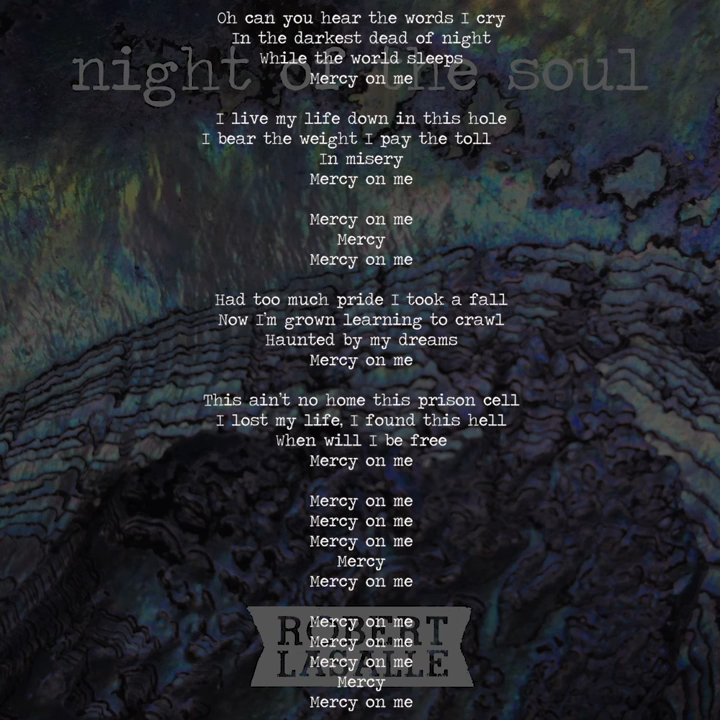 Oh can you hear the words I cry
In the darkest dead of night
While the world sleeps
night of the soul
Mercy on me
I live my life down in this hole
I bear the weight I pay the toll
In misery
Mercy on me
Mercy on me
Mercy
Mercy on me
Had too much pride I took a fall
Now I'm grown learning to crawl
Haunted by my dreams
Mercy on me
This ain't no home this prison cell
I lost my life, I found this hell
When will I be free
Mercy on me
Mercy on me
Mercy on me
Mercy on me
Mercy
Mercy on me
Mercy on me
Mercy on me
Mercy on me
Mercy
Mercy on me
ROBERT
LASALLE